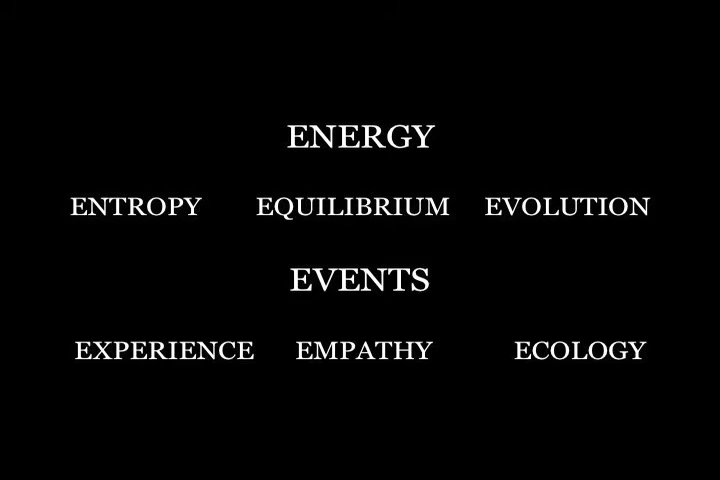 ENERGY
ENTROPY EQUILIBRIUM EVOLUTION
EVENTS
EXPERIENCE EMPATHY ECOLOGY